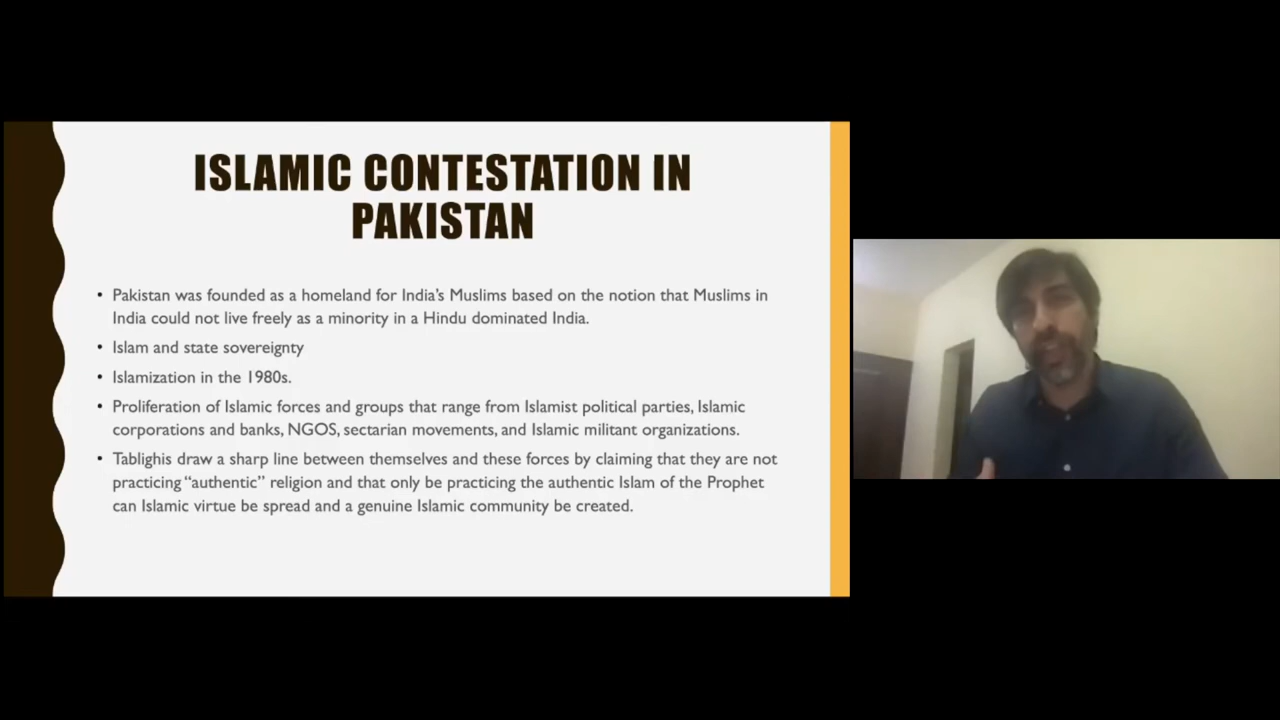 ISLAMIC CONTESTATION IN
PAKISTAN
• Pakistan was founded as a homeland for India’s Muslims based on the notion that Muslims in
India could not live freely as a minority in a Hindu dominated India.
• Islam and state sovereignty
• Islamization in the 1980s.
• Proliferation of Islamic forces and groups that range from Islamist political parties, Islamic
corporations and banks, NGOS, sectarian movements, and Islamic militant organizations.
• Tablighis draw a sharp line between themselves and these forces by claiming that they are not
practicing “authentic” religion and that only be practicing the authentic Islam of the Prophet
can Islamic virtue be spread and a genuine Islamic community be created.